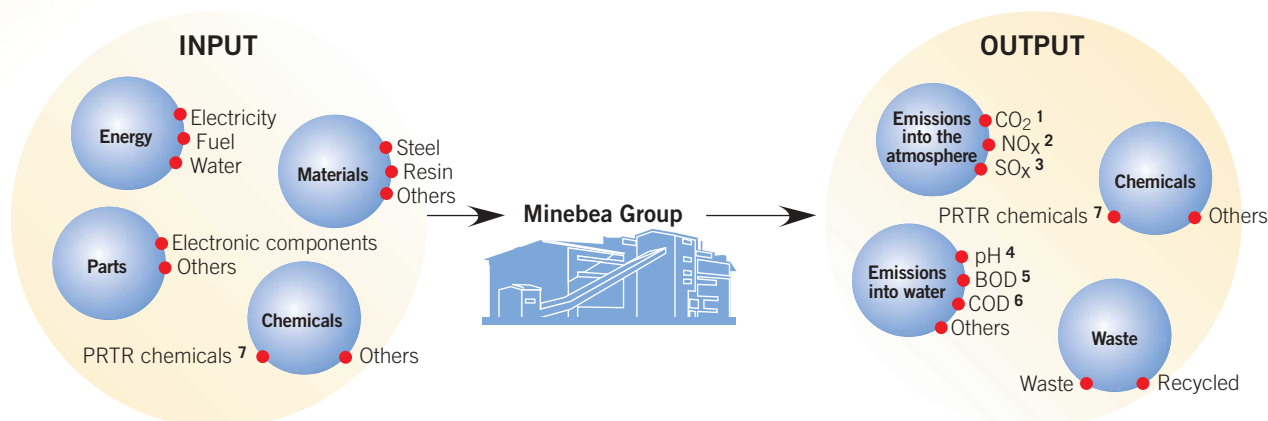 INPUT
Energy
Electricity
Fuel
Water
Materials
Steel
Resin
Others
Parts
Electronic components
Others
Chemicals
PRTR chemicals 7
Others
Minebea Group
OUTPUT
Emissions
into the
atmosphere
CO2 1
NOx 2
SOx 3
Chemicals
PRTR chemicals 7
Others
Emissions
into water
pH 4
BOD 5
COD 6
Others
Waste
Waste
Recycled